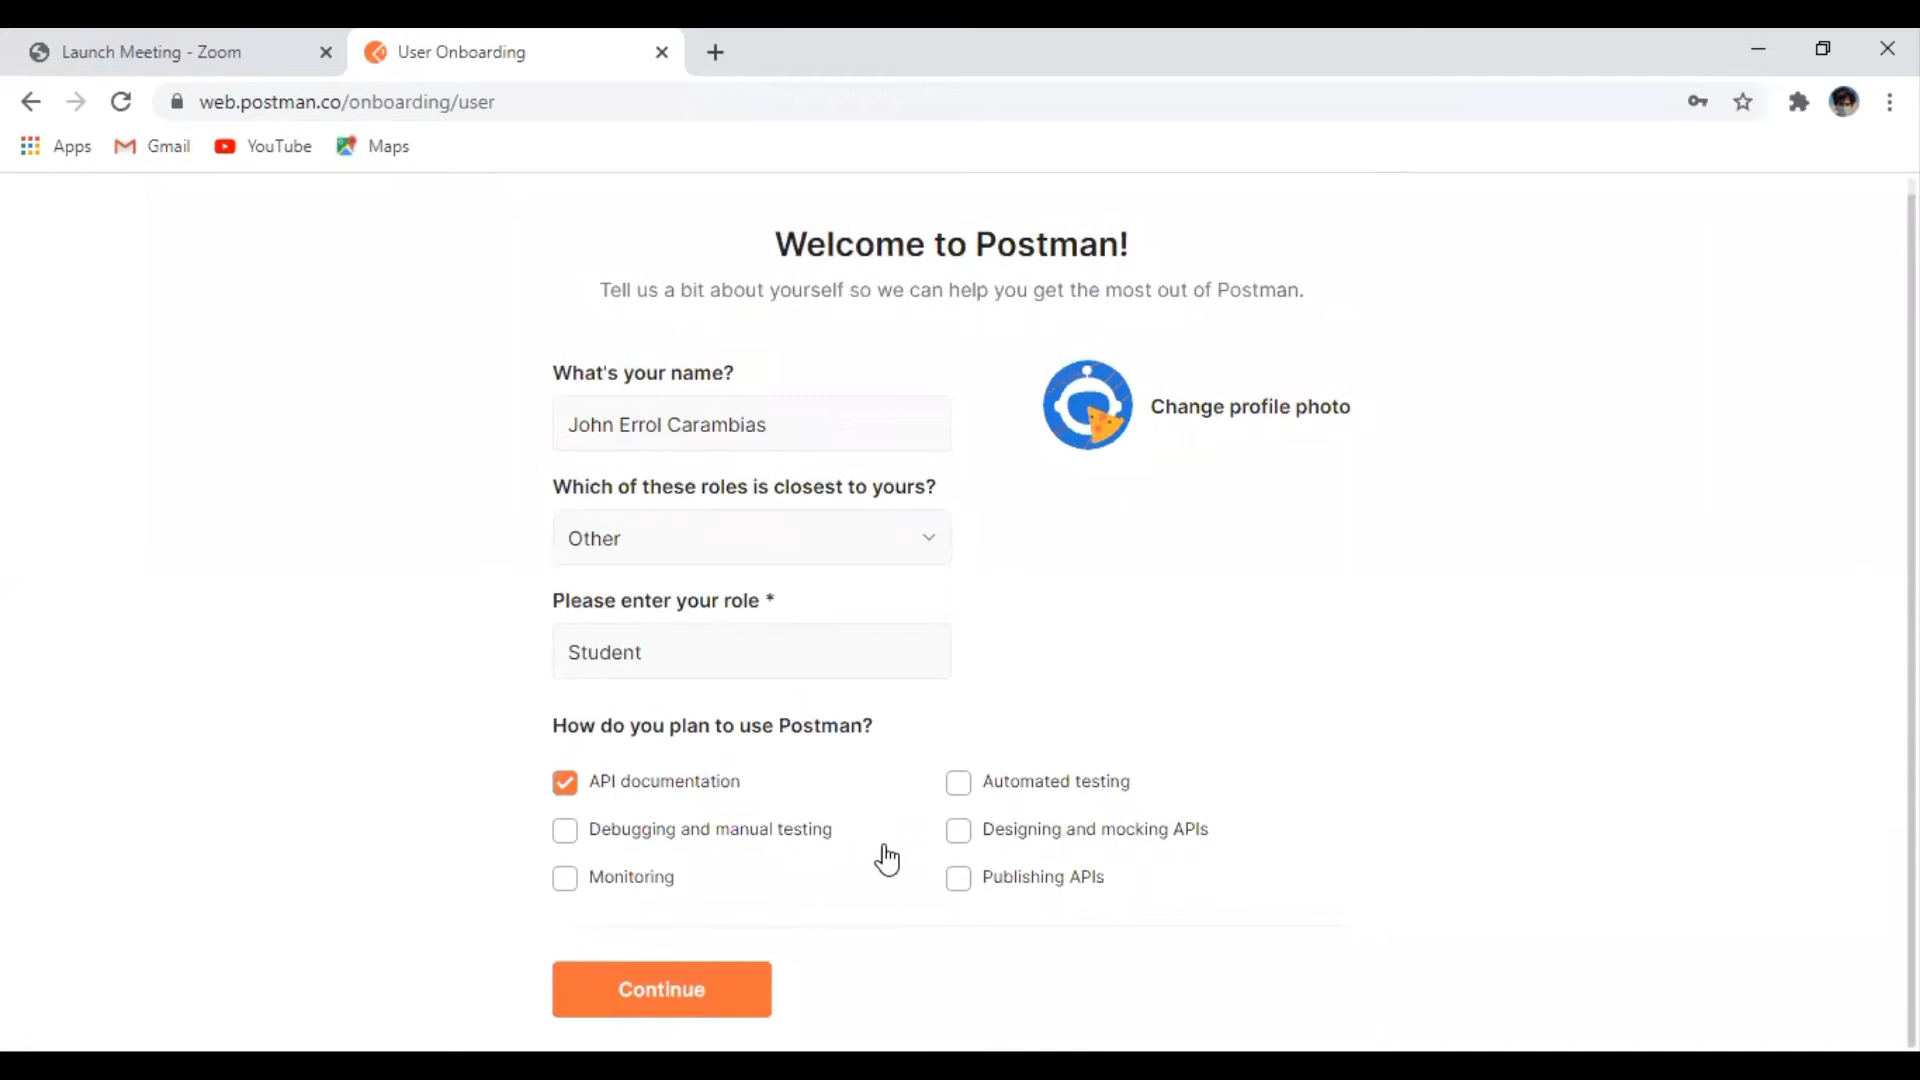 Launch Meeting - Zoom
User Onboarding
web.postman.co/onboarding/user
Apps Gmail YouTube Maps
Welcome to Postman!
Tell us a bit about yourself so we can help you get the most out of Postman.
What's your name?
John Errol Carambias
Change profile photo
Which of these roles is closest to yours?
Other
Please enter your role *
Student
How do you plan to use Postman?
API documentation
Automated testing
Debugging and manual testing
Designing and mocking APIs
Monitoring
Publishing APIs
Continue